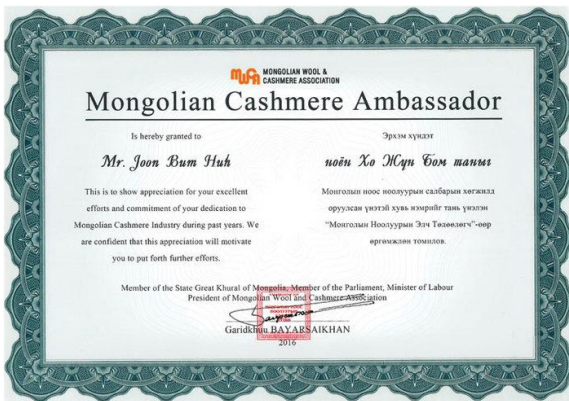 MWCA MONGOLIAN WOOL &
CASHMERE ASSOCIATION
Mongolian Cashmere Ambassador
Is hereby granted to
Mr. Joon Bum Huh
This is to show appreciation for your excellent
efforts and commitment of your dedication to
Mongolian Cashmere Industry during past years. We
are confident that this appreciation will motivate
you to put forth further efforts.
Эрхэм хүндэт
ноён Хо Жүн Бом таныг
Монголын ноос ноолуурын салбарын хөгжилд
оруулсан үнэтэй хувь нэмрийг тань үнэлэн
“Монголын Ноолуурын Элч Төлөөлөгч”-өөр
өргөмжлөн томилов.
Member of the State Great Khural of Mongolia, Member of the Parliament, Minister of Labour
President of Mongolian Wool and Cashmere Association
Garidkhuu BAYARSAIKHAN
2016